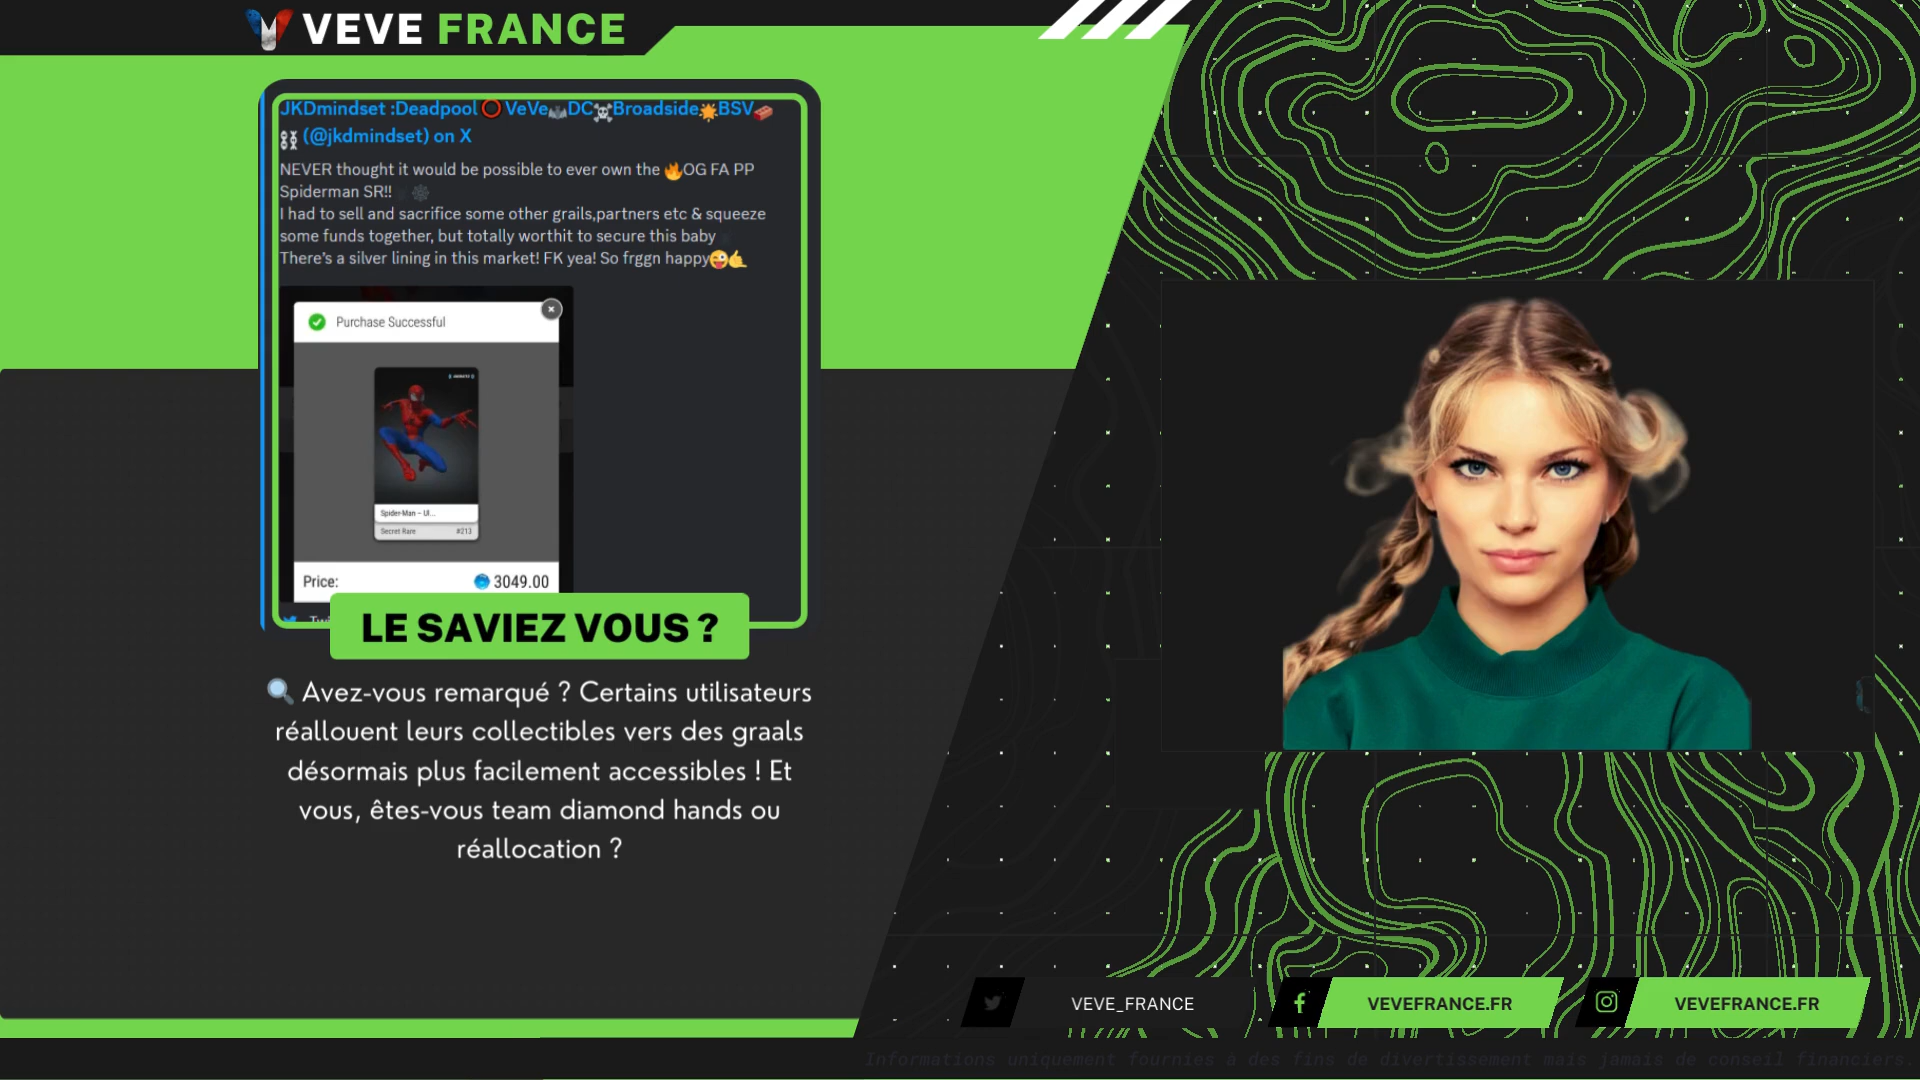 VEVE FRANCE
JKDmindset :Deadpool⭕VeVe🦇DC☠️Broadside🌟BSV🧱
⛓️ (@jkdmindset) on X
NEVER thought it would be possible to ever own the 🔥OG FA PP
Spiderman SR!! 🕸️
I had to sell and sacrifice some other grails,partners etc & squeeze
some funds together, but totally worthit to secure this baby
There's a silver lining in this market! FK yea! So frggn happy😜🤙
Purchase Successful
Spider-Man – Ul...
Secret Rare #213
Price: 3049.00
LE SAVIEZ VOUS ?
🔍 Avez-vous remarqué ? Certains utilisateurs
réallouent leurs collectibles vers des graals
désormais plus facilement accessibles ! Et
vous, êtes-vous team diamond hands ou
réallocation ?
VEVE_FRANCE
VEVEFRANCE.FR
VEVEFRANCE.FR
Informations uniquement fournies à des fins de divertissement mais jamais de conseil financiers.